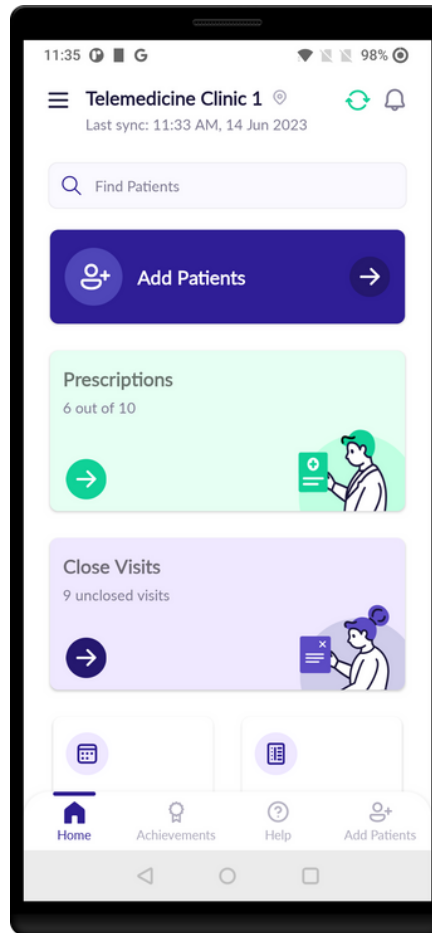 11:35 G 98%
Telemedicine Clinic 1
Last sync: 11:33 AM, 14 Jun 2023
Find Patients
Add Patients
Prescriptions
6 out of 10
Close Visits
9 unclosed visits
Home Achievements Help Add Patients